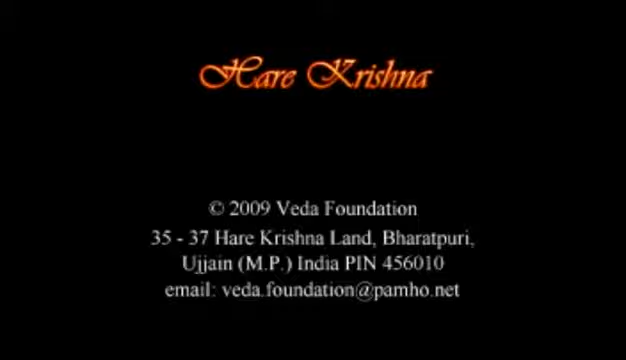 Hare Krishna
© 2009 Veda Foundation
35 - 37 Hare Krishna Land, Bharatpuri,
Ujjain (M.P.) India PIN 456010
email: veda.foundation@pamho.net